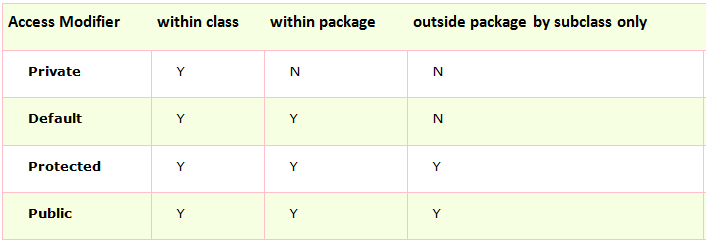 Access Modifier within class within package outside package by subclass only
Private Y N N
Default Y Y N
Protected Y Y Y
Public Y Y Y